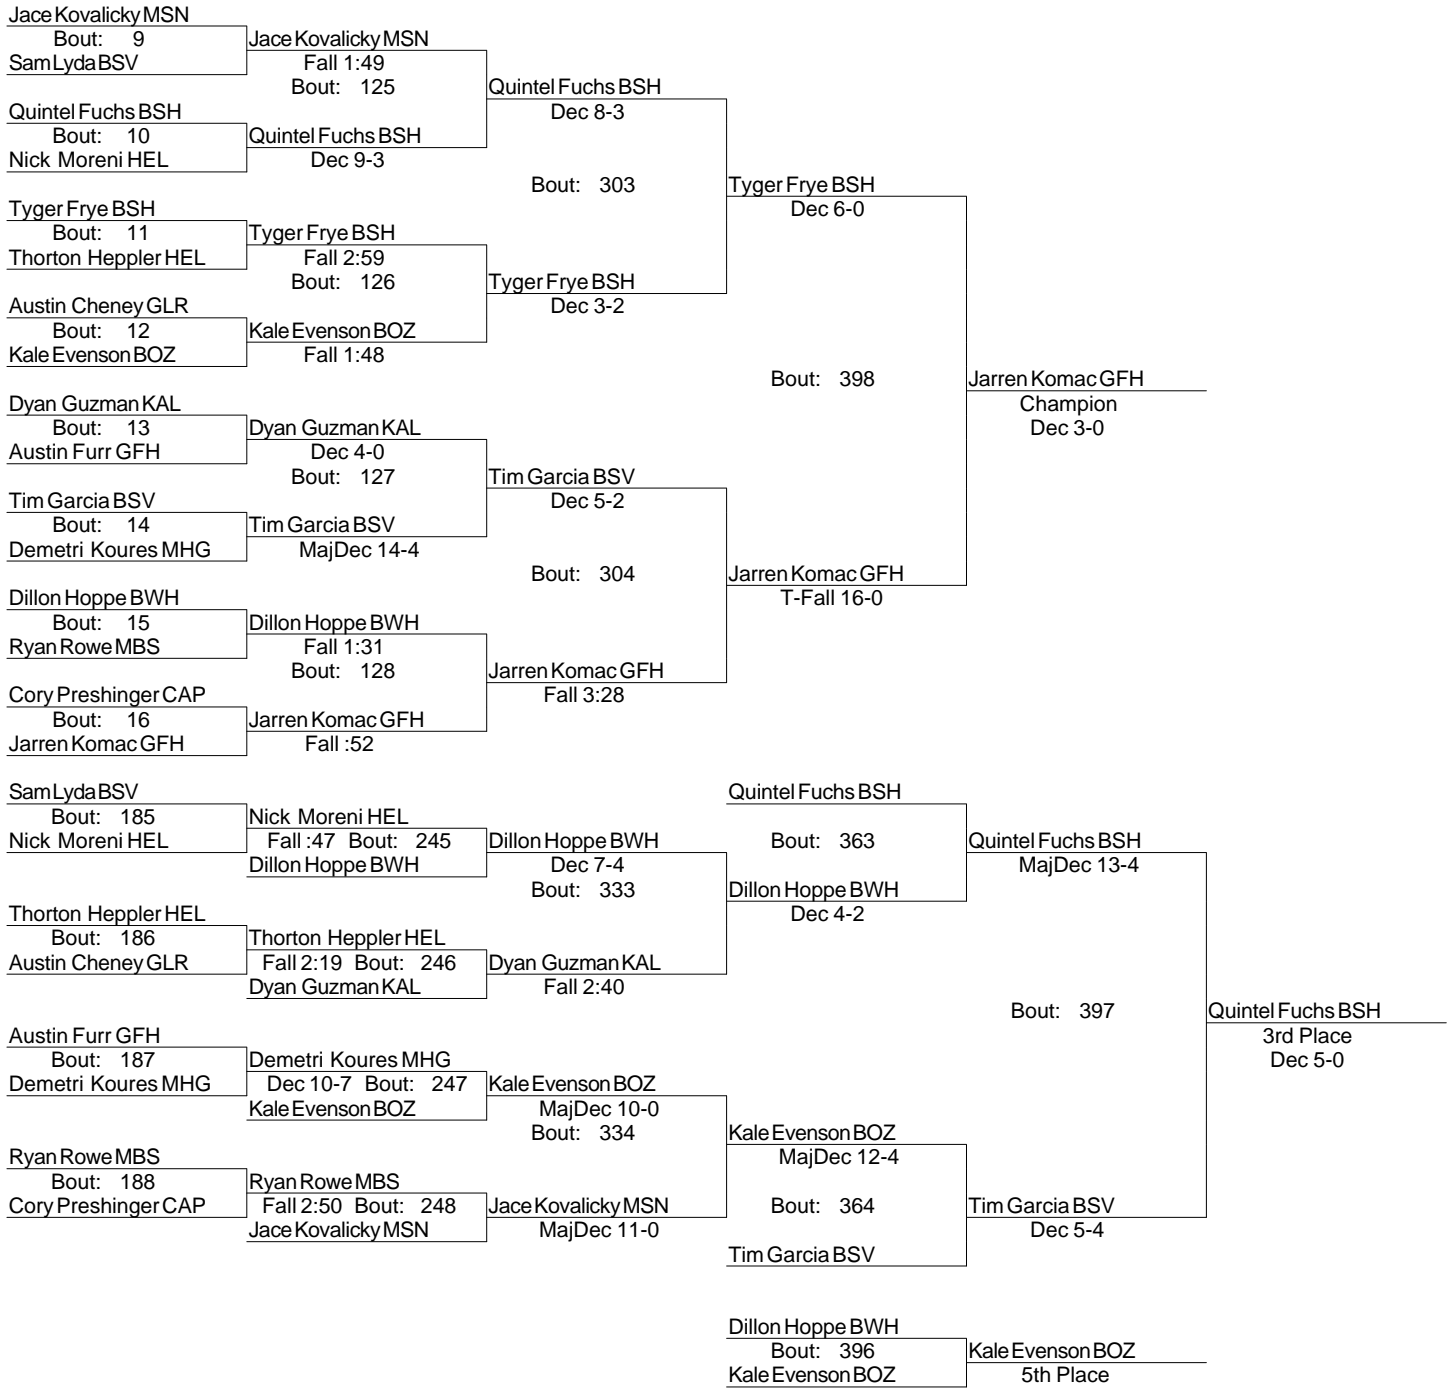 Jace Kovalicky MSN
Bout: 9
Sam Lyda BSV
Jace Kovalicky MSN
Fall 1:49
Bout: 125
Quintel Fuchs BSH
Dec 8-3
Quintel Fuchs BSH
Bout: 10
Nick Moreni HEL
Quintel Fuchs BSH
Dec 9-3
Bout: 303
Tyger Frye BSH
Dec 6-0
Tyger Frye BSH
Bout: 11
Thorton Heppler HEL
Tyger Frye BSH
Fall 2:59
Bout: 126
Tyger Frye BSH
Dec 3-2
Austin Cheney GLR
Bout: 12
Kale Evenson BOZ
Kale Evenson BOZ
Fall 1:48
Bout: 398
Jarren Komac GFH
Champion
Dec 3-0
Dyan Guzman KAL
Bout: 13
Austin Furr GFH
Dyan Guzman KAL
Dec 4-0
Bout: 127
Tim Garcia BSV
Dec 5-2
Tim Garcia BSV
Bout: 14
Demetri Koures MHG
Tim Garcia BSV
MajDec 14-4
Bout: 304
Jarren Komac GFH
T-Fall 16-0
Dillon Hoppe BWH
Bout: 15
Ryan Rowe MBS
Dillon Hoppe BWH
Fall 1:31
Bout: 128
Jarren Komac GFH
Fall 3:28
Cory Preshinger CAP
Bout: 16
Jarren Komac GFH
Jarren Komac GFH
Fall :52
Sam Lyda BSV
Bout: 185
Nick Moreni HEL
Nick Moreni HEL
Fall :47 Bout: 245
Dillon Hoppe BWH
Dillon Hoppe BWH
Dec 7-4
Bout: 333
Quintel Fuchs BSH
Bout: 363
Dillon Hoppe BWH
Dec 4-2
Quintel Fuchs BSH
MajDec 13-4
Thorton Heppler HEL
Bout: 186
Austin Cheney GLR
Thorton Heppler HEL
Fall 2:19 Bout: 246
Dyan Guzman KAL
Dyan Guzman KAL
Fall 2:40
Bout: 397
Quintel Fuchs BSH
3rd Place
Dec 5-0
Austin Furr GFH
Bout: 187
Demetri Koures MHG
Demetri Koures MHG
Dec 10-7 Bout: 247
Kale Evenson BOZ
Kale Evenson BOZ
MajDec 10-0
Bout: 334
Kale Evenson BOZ
MajDec 12-4
Bout: 364
Tim Garcia BSV
Tim Garcia BSV
Dec 5-4
Ryan Rowe MBS
Bout: 188
Cory Preshinger CAP
Ryan Rowe MBS
Fall 2:50 Bout: 248
Jace Kovalicky MSN
Jace Kovalicky MSN
MajDec 11-0
Dillon Hoppe BWH
Bout: 396
Kale Evenson BOZ
Kale Evenson BOZ
5th Place